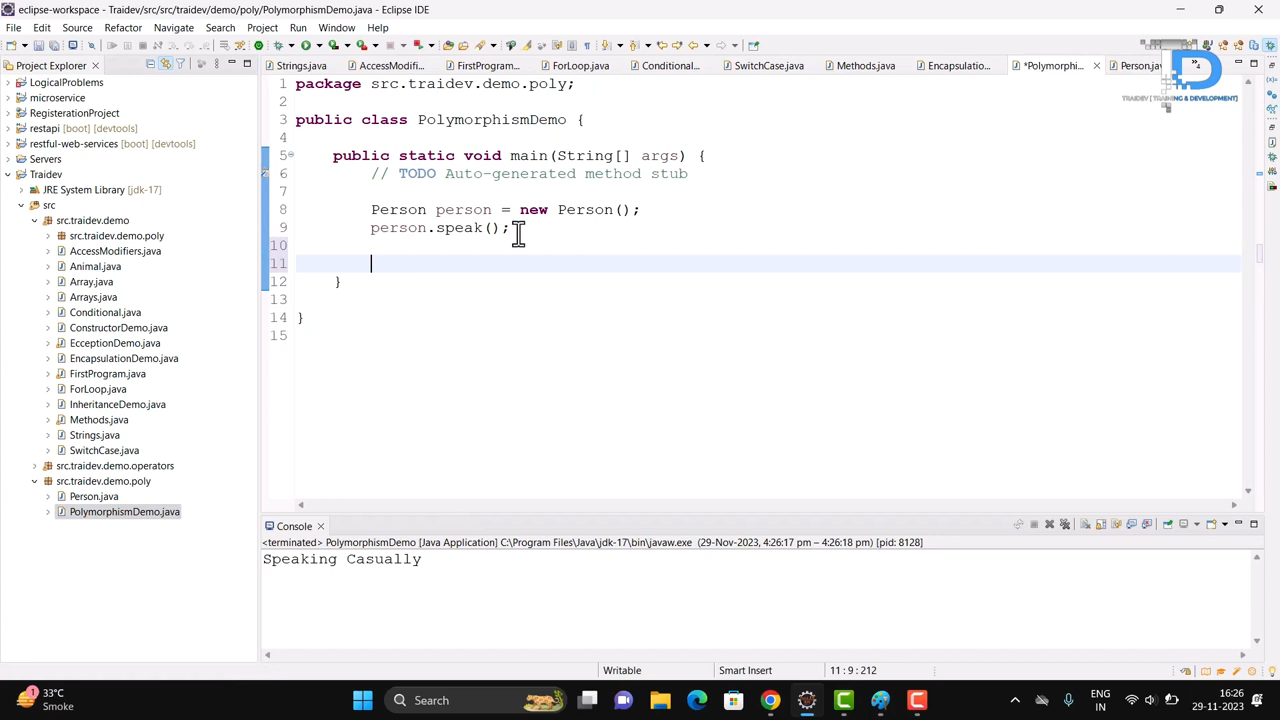 eclipse-workspace - Traidev/src/src/traidev/demo/poly/PolymorphismDemo.java - Eclipse IDE
File Edit Source Refactor Navigate Search Project Run Window Help
Project Explorer
Strings.java AccessModifi... FirstProgram... ForLoop.java Conditional... SwitchCase.java Methods.java Encapsulatio... *Polymorphi... Person.jav
TRAIDEV [ TRAINING & DEVELOPMENT]
LogicalProblems
microservice
RegisterationProject
restapi [boot] [devtools]
restful-web-services [boot] [devtools]
Servers
Traidev
JRE System Library [jdk-17]
src
src.traidev.demo
src.traidev.demo.poly
AccessModifiers.java
Animal.java
Array.java
Arrays.java
Conditional.java
ConstructorDemo.java
EcceptionDemo.java
EncapsulationDemo.java
FirstProgram.java
ForLoop.java
InheritanceDemo.java
Methods.java
Strings.java
SwitchCase.java
src.traidev.demo.operators
src.traidev.demo.poly
Person.java
PolymorphismDemo.java
1 package src.traidev.demo.poly;
2
3 public class PolymorphismDemo {
4
5 public static void main(String[] args) {
6 // TODO Auto-generated method stub
7
8 Person person = new Person();
9 person.speak();
10
11
12 }
13
14 }
15
Console
<terminated> PolymorphismDemo [Java Application] C:\Program Files\Java\jdk-17\bin\javaw.exe (29-Nov-2023, 4:26:17 pm – 4:26:18 pm) [pid: 8128]
Speaking Casually
Writable Smart Insert 11 : 9 : 212
33°C
Smoke
Search
ENG
IN
16:26
29-11-2023